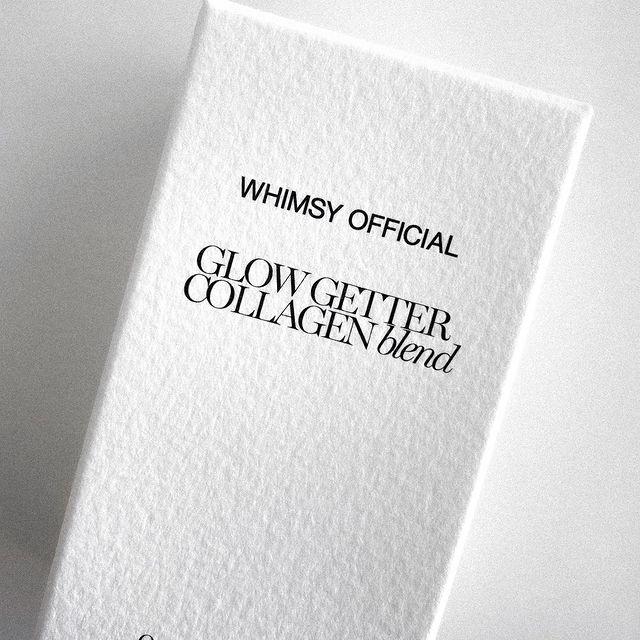 WHIMSY OFFICIAL
GLOW GETTER
COLLAGEN blend